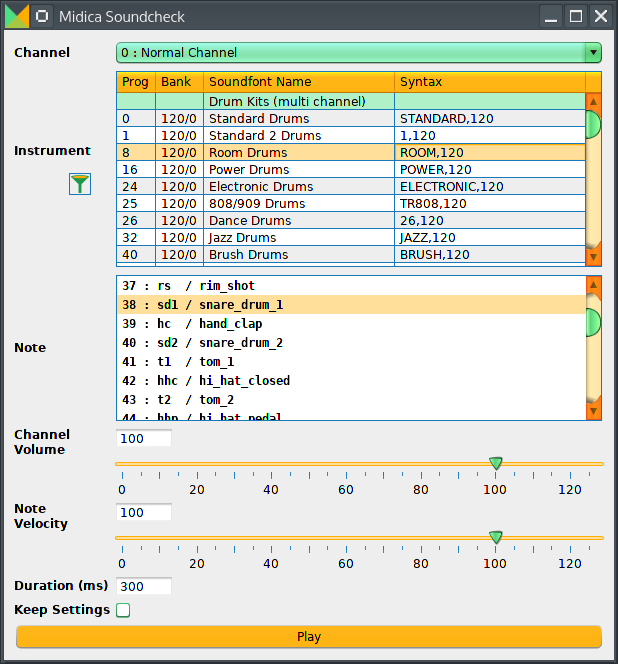 Midica Soundcheck
Channel
0 : Normal Channel
Prog Bank Soundfont Name Syntax
Drum Kits (multi channel)
0 120/0 Standard Drums STANDARD,120
1 120/0 Standard 2 Drums 1,120
Instrument
8 120/0 Room Drums ROOM,120
16 120/0 Power Drums POWER,120
24 120/0 Electronic Drums ELECTRONIC,120
25 120/0 808/909 Drums TR808,120
26 120/0 Dance Drums 26,120
32 120/0 Jazz Drums JAZZ,120
40 120/0 Brush Drums BRUSH,120
37 : rs / rim_shot
38 : sd1 / snare_drum_1
39 : hc / hand_clap
40 : sd2 / snare_drum_2
Note
41 : t1 / tom_1
42 : hhc / hi_hat_closed
43 : t2 / tom_2
44 : hhp / hi_hat_pedal
Channel Volume
100
0 20 40 60 80 100 120
Note Velocity
100
0 20 40 60 80 100 120
Duration (ms) 300
Keep Settings
Play